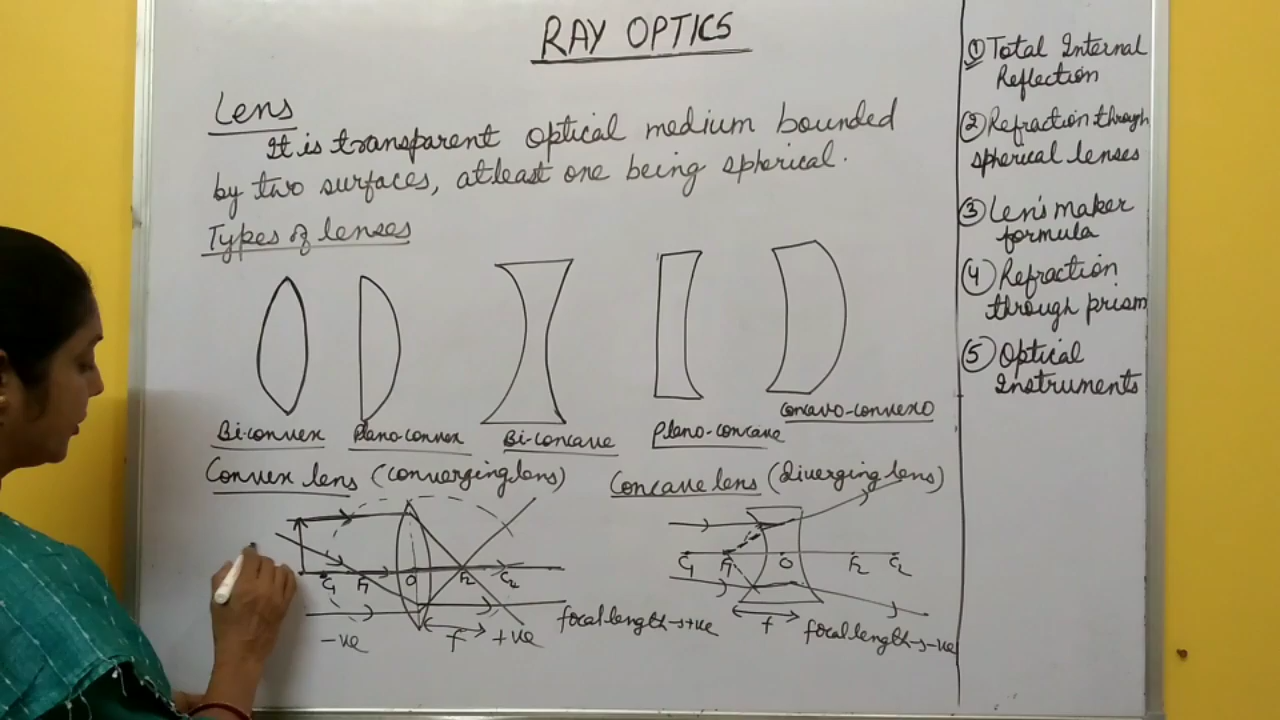 RAY OPTICS
Lens
It is transparent optical medium bounded
by two surfaces, atleast one being spherical.
Types of lenses
Bi-convex
Plano-convex
Bi-concave
Plano-concave
Concavo-convexo
Convex lens (converging lens)
C1 F1 O F2 C2
-ve f +ve
focal length → +ve
Concave lens (diverging lens)
C1 F1 O F2 C2
f
focal length → -ve
① Total Internal
Reflection
② Refraction through
spherical lenses
③ Len's maker
formula
④ Refraction
through prism
⑤ Optical
Instruments